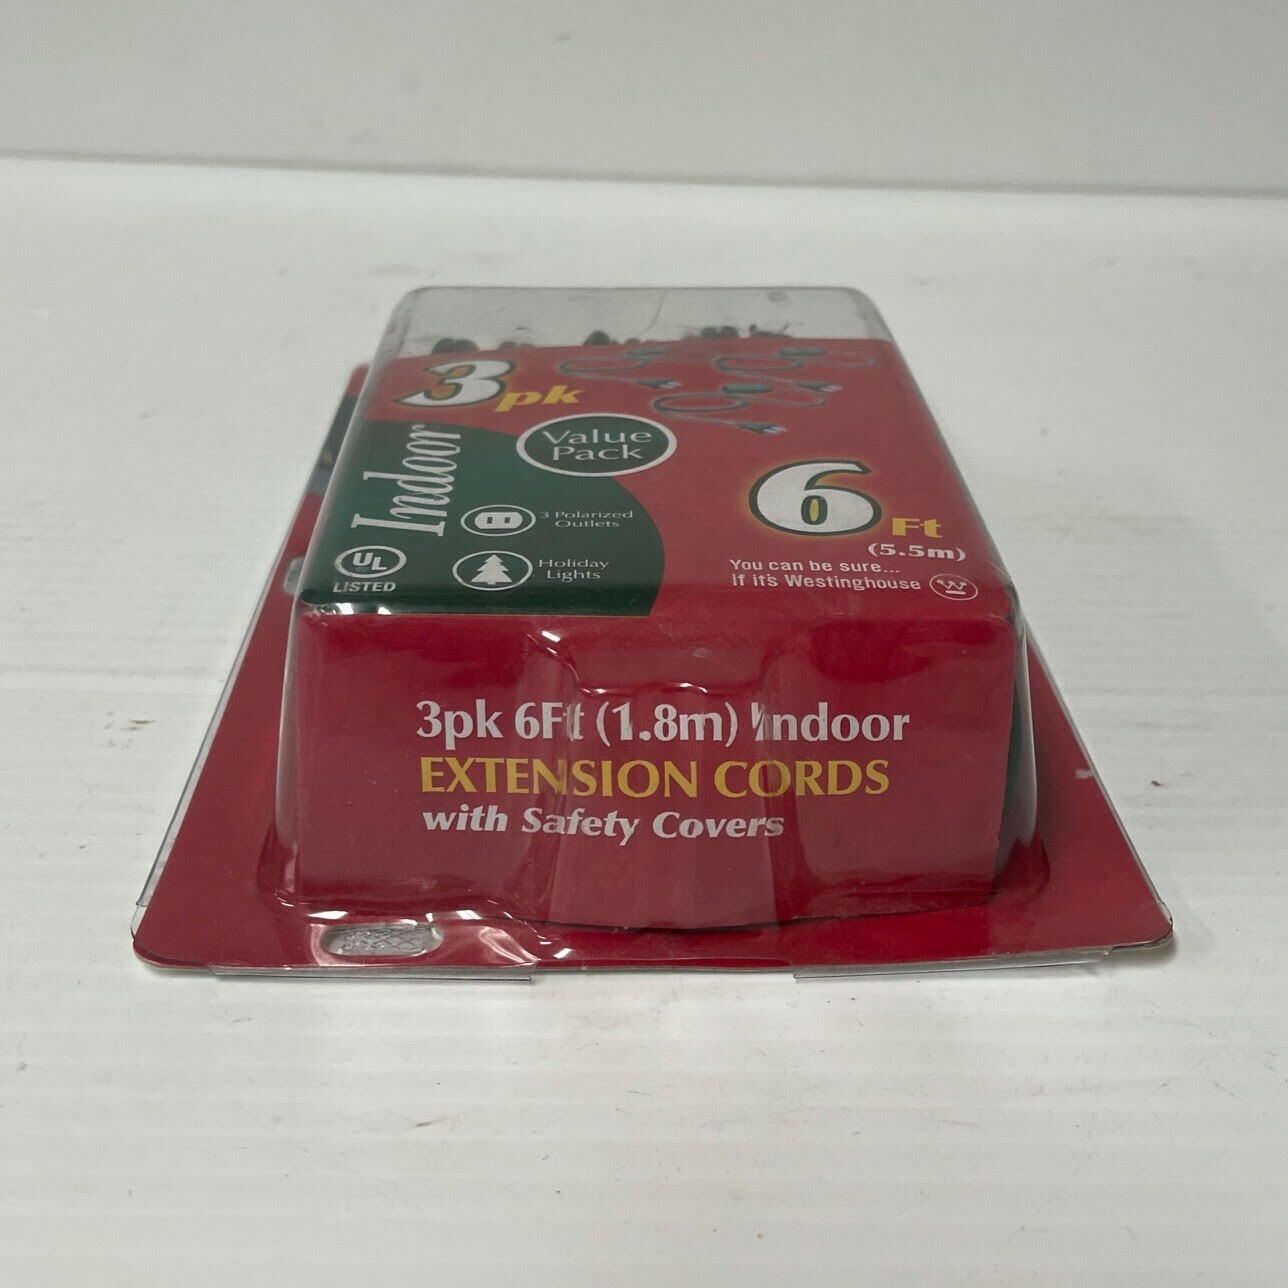 3pk
Value
Pack
Indoor
3 Polarized
Outlets
Holiday
Lights
UL
LISTED
6 Ft
(5.5m)
You can be sure...
If it's Westinghouse
W
3pk 6Ft (1.8m) Indoor
EXTENSION CORDS
with Safety Covers